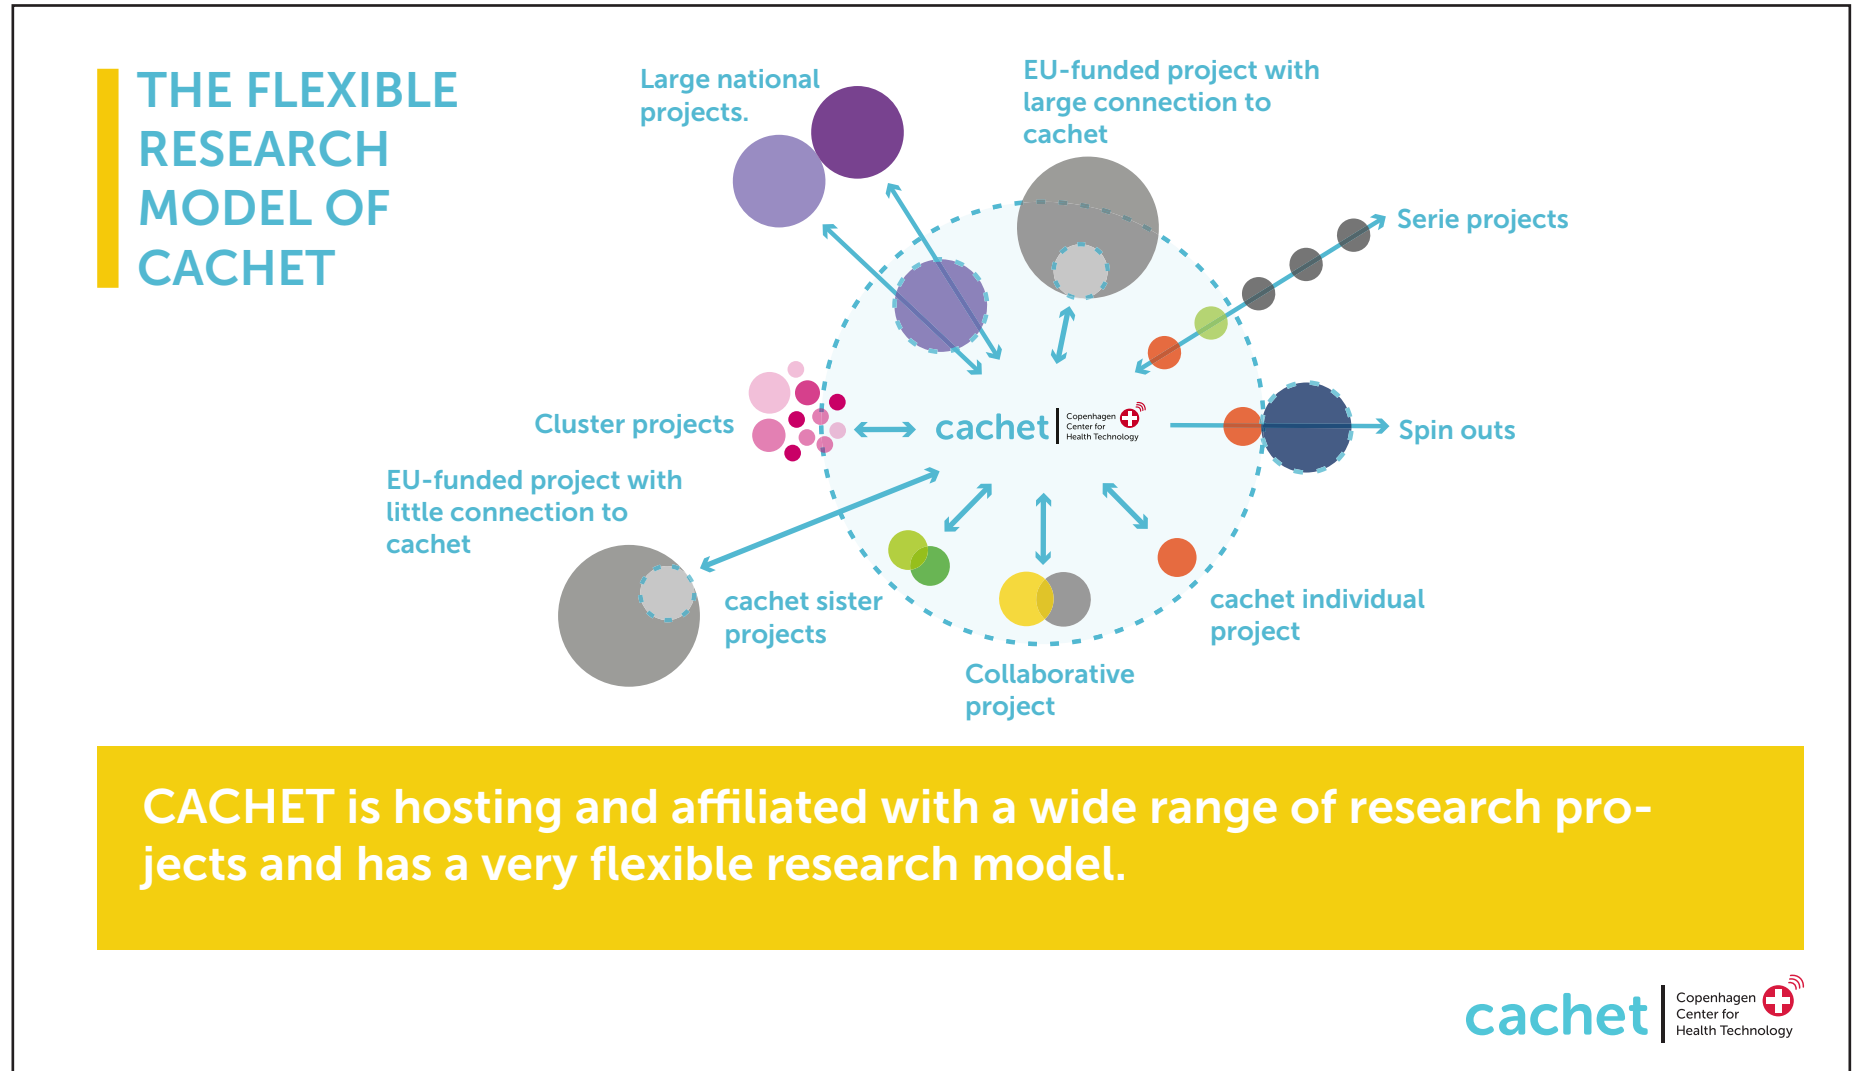 THE FLEXIBLE
RESEARCH
MODEL OF
CACHET
Large national
projects.
EU-funded project with
large connection to
cachet
Serie projects
Cluster projects
cachet
Copenhagen
Center for
Health Technology
Spin outs
EU-funded project with
little connection to
cachet
cachet sister
projects
cachet individual
project
Collaborative
project
CACHET is hosting and affiliated with a wide range of research pro-
jects and has a very flexible research model.
cachet
Copenhagen
Center for
Health Technology